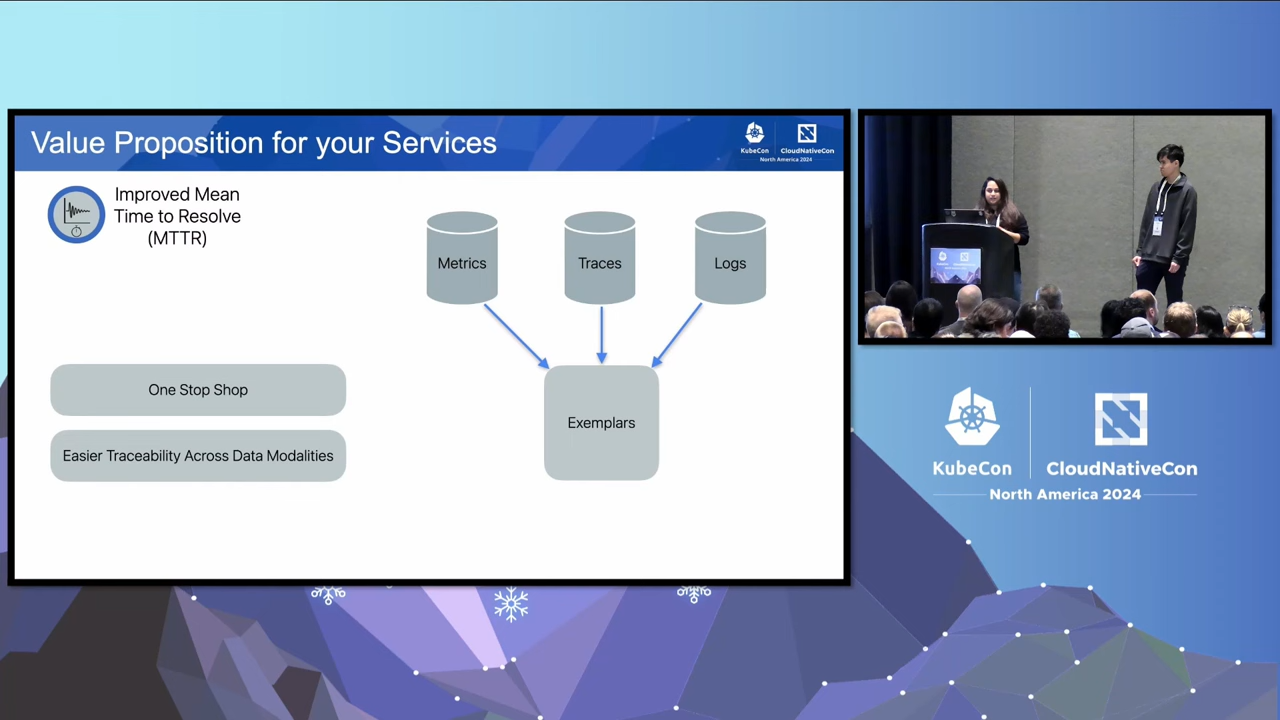 Value Proposition for your Services
KubeCon
CloudNativeCon
North America 2024
Improved Mean
Time to Resolve
(MTTR)
Metrics
Traces
Logs
Exemplars
One Stop Shop
Easier Traceability Across Data Modalities
KubeCon
CloudNativeCon
North America 2024